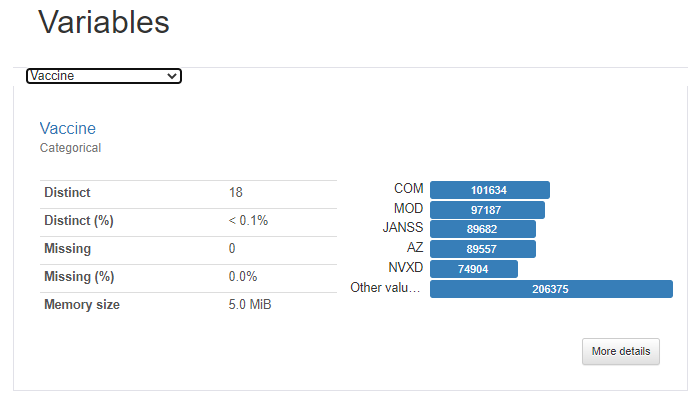 Variables
Vaccine
Vaccine
Categorical
Distinct 18
Distinct (%) < 0.1%
Missing 0
Missing (%) 0.0%
Memory size 5.0 MiB
COM 101634
MOD 97187
JANSS 89682
AZ 89557
NVXD 74904
Other valu… 206375
More details